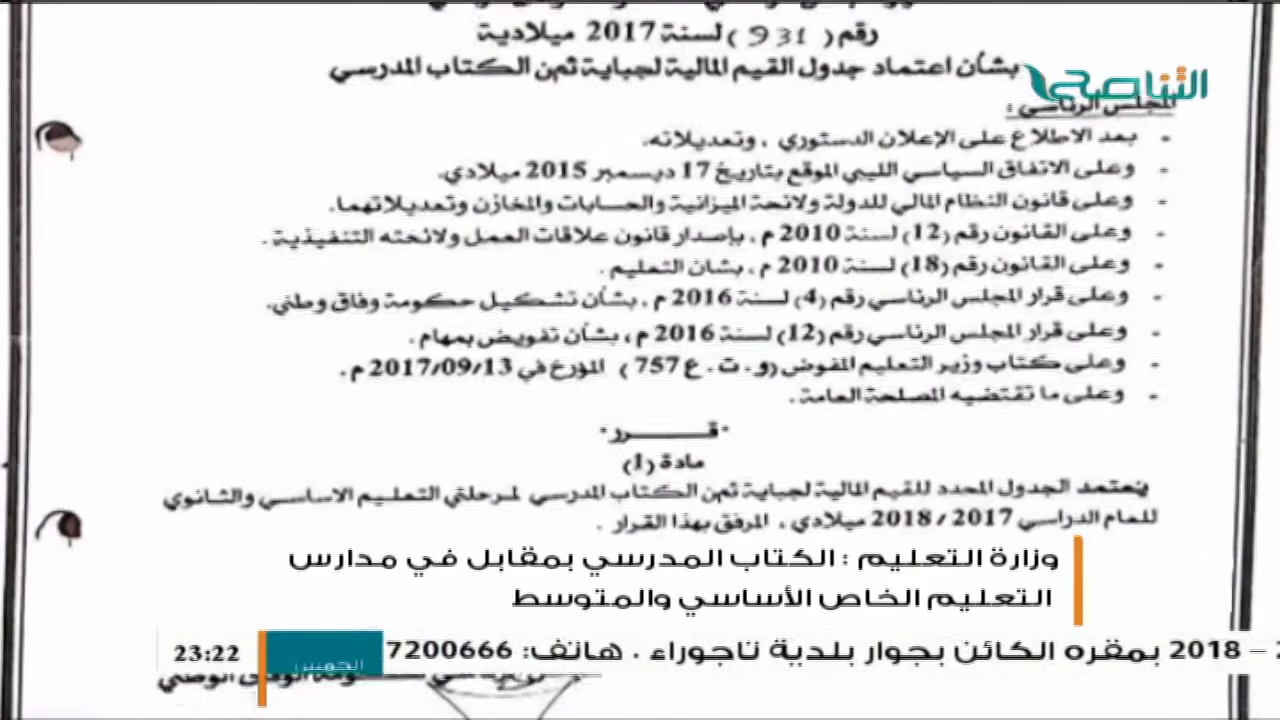 رقم ( 931 ) لسنة 2017 ميلادية
بشأن اعتماد جدول القيم المالية لجباية ثمن الكتاب المدرسي
التناصح
المجلس الرئاسي :
- بعد الاطلاع على الإعلان الدستوري ، وتعديلاته.
- وعلى الاتفاق السياسي الليبي الموقع بتاريخ 17 ديسمبر 2015 ميلادي.
- وعلى قانون النظام المالي للدولة ولائحة الميزانية والحسابات والمخازن وتعديلاتهما.
- وعلى القانون رقم (12) لسنة 2010 م ، بإصدار قانون علاقات العمل ولائحته التنفيذية .
- وعلى القانون رقم (18) لسنة 2010 م ، بشان التعليم .
- وعلى قرار المجلس الرئاسي رقم (4) لسنة 2016 م ، بشأن تشكيل حكومة وفاق وطني.
- وعلى قرار المجلس الرئاسي رقم (12) لسنة 2016 م ، بشأن تفويض بمهام .
- وعلى كتاب وزير التعليم المفوض (و . ت . ع 757 ) المؤرخ في 2017/09/13 م .
- وعلى ما تقتضيه المصلحة العامة .
"قــــــرر"
مادة (1)
يعتمد الجدول المحدد للقيم المالية لجباية ثمن الكتاب المدرسي لمرحلتي التعليم الاساسي والثانوي
للعام الدراسي 2017 / 2018 ميلادي ، المرفق بهذا القرار .
وزارة التعليم : الكتاب المدرسي بمقابل في مدارس
التعليم الخاص الأساسي والمتوسط
– 2018 بمقره الكائن بجوار بلدية تاجوراء . هاتف: 7200666
23:22
الوفاق الوطني